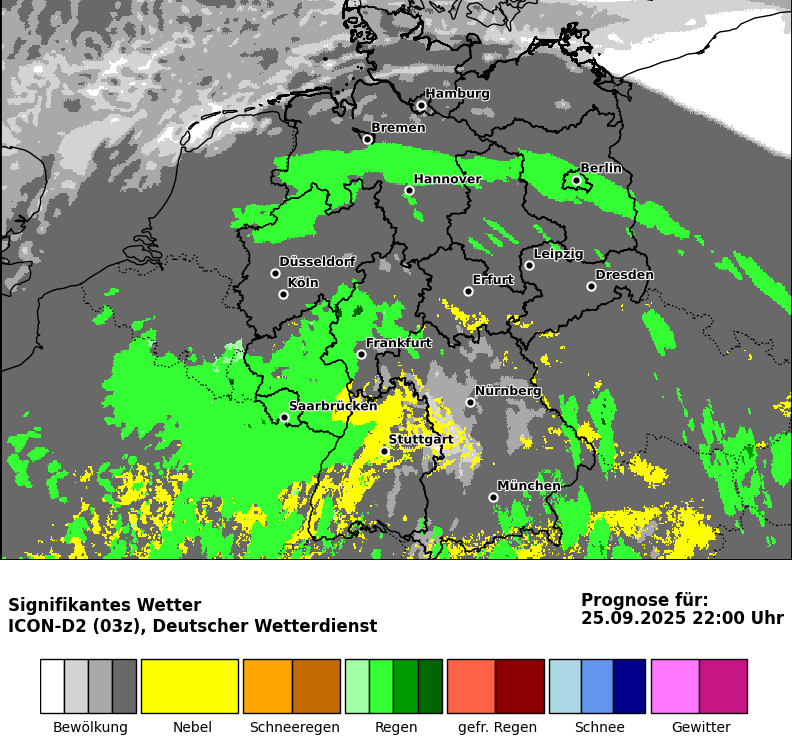 Hamburg
Bremen
Berlin
Hannover
Düsseldorf
Köln
Leipzig
Erfurt
Dresden
Frankfurt
Nürnberg
Saarbrücken
Stuttgart
München
Signifikantes Wetter
ICON-D2 (03z), Deutscher Wetterdienst
Prognose für:
25.09.2025 22:00 Uhr
Bewölkung
Nebel
Schneeregen
Regen
gefr. Regen
Schnee
Gewitter